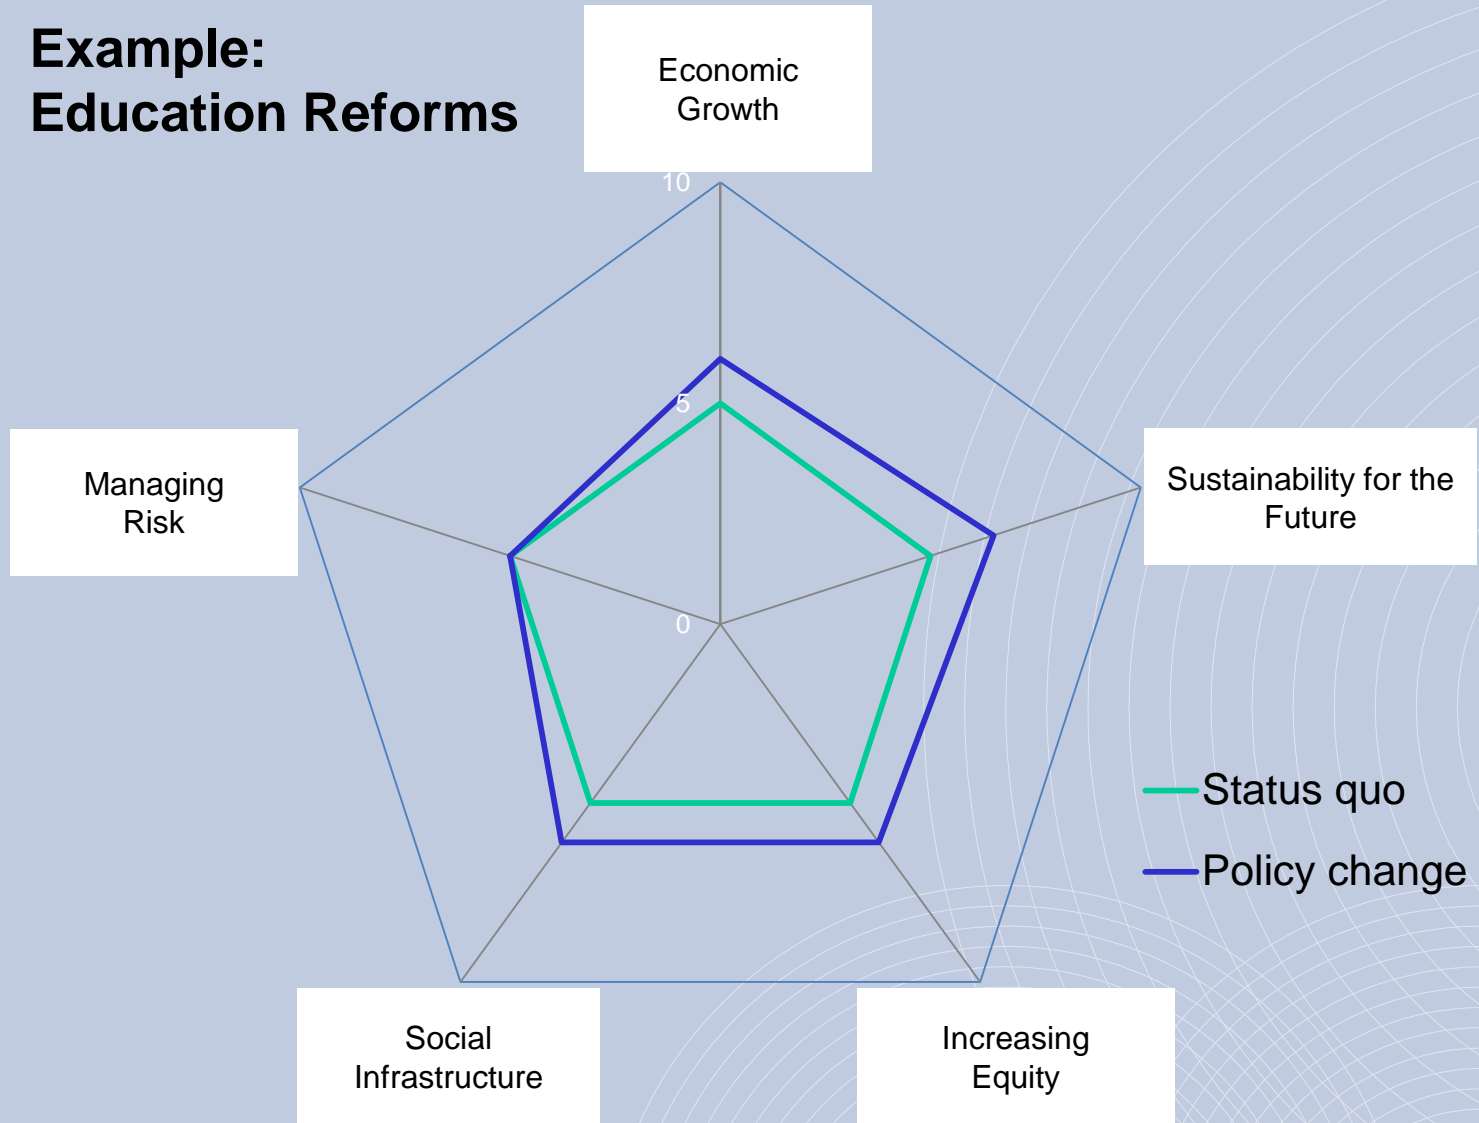 Example:
Education Reforms
Economic
Growth
10
5
0
Managing
Risk
Sustainability for the
Future
Status quo
Policy change
Social
Infrastructure
Increasing
Equity